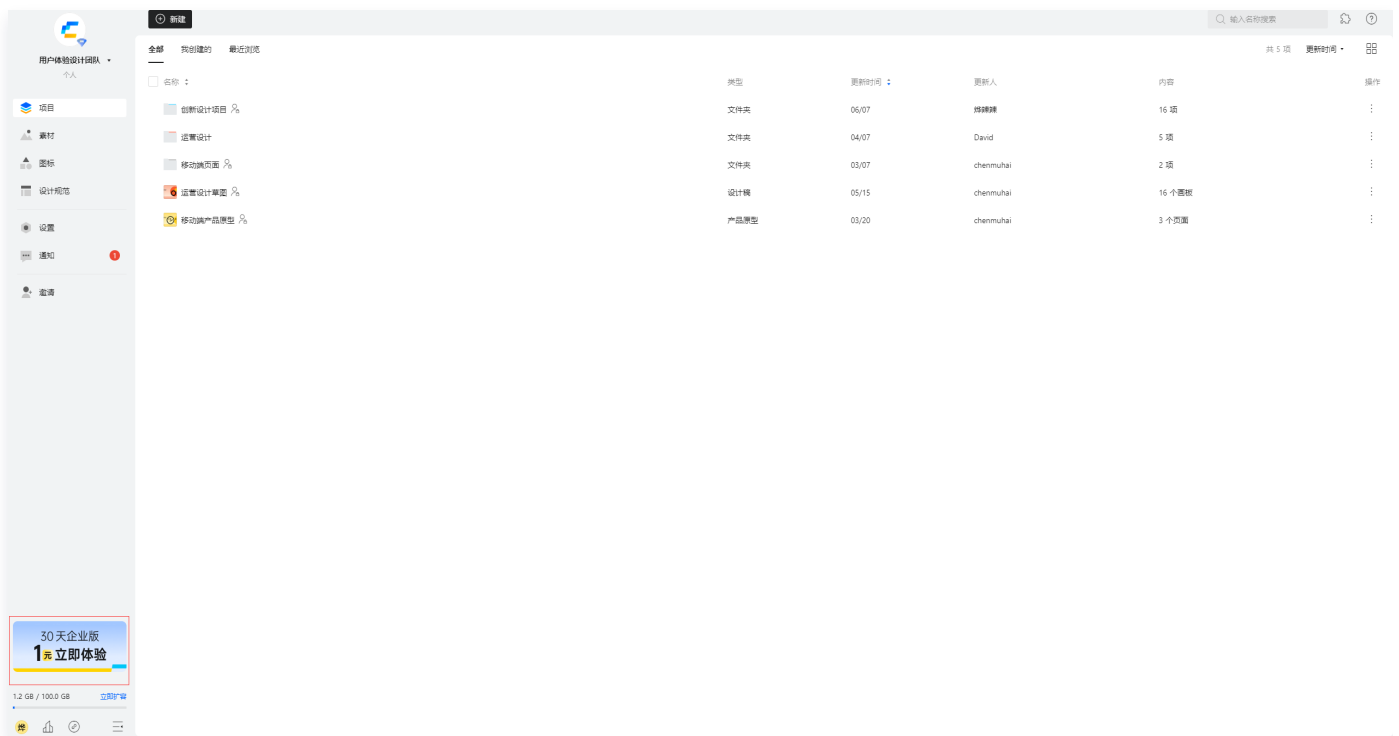 新建
输入名称搜索
用户体验设计团队
个人
项目
素材
图标
设计规范
设置
通知 1
邀请
全部 我创建的 最近浏览
共 5 项 更新时间
名称 类型 更新时间 更新人 内容 操作
创新设计项目 文件夹 06/07 16 项
运营设计 文件夹 04/07 David 5 项
移动端页面 文件夹 03/07 chenmuhai 2 项
运营设计草图 设计稿 05/15 chenmuhai 16 个画板
移动端产品原型 产品原型 03/20 chenmuhai 3 个页面
30 天企业版
1元 立即体验
1.2 GB / 100.0 GB 立即扩容
烨